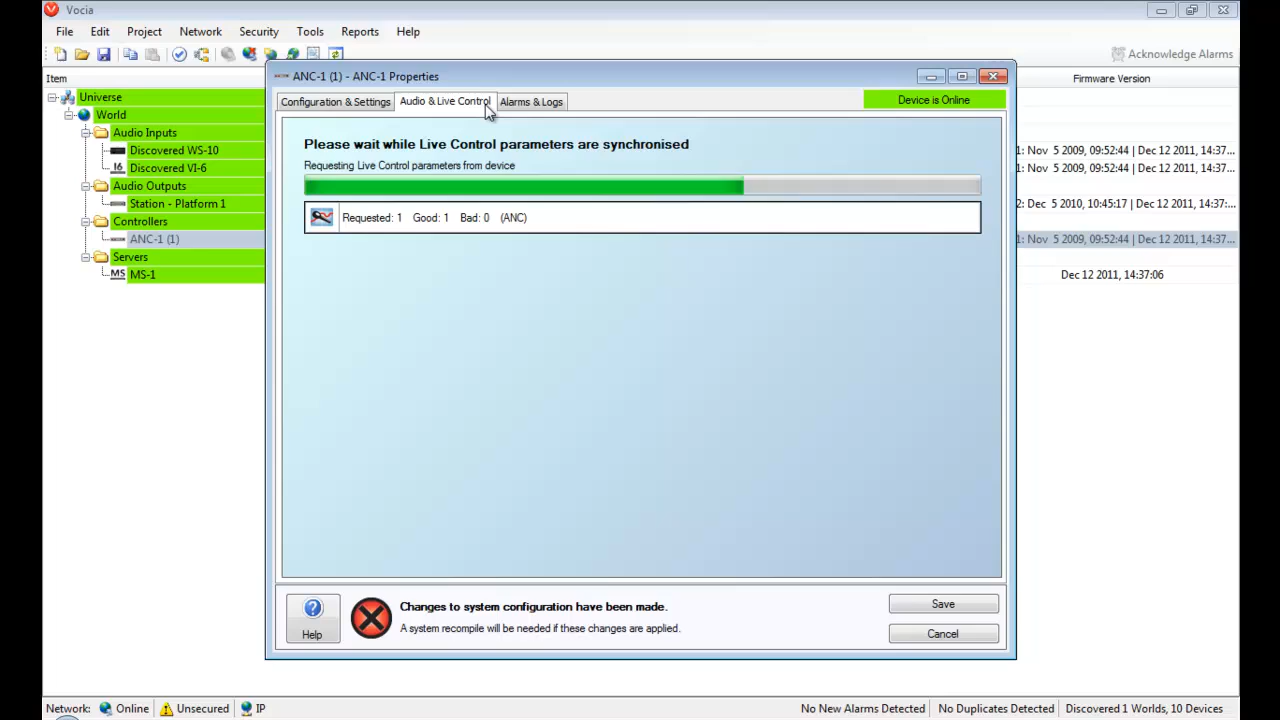 Vocia
File Edit Project Network Security Tools Reports Help
Acknowledge Alarms
Item
Firmware Version
Universe
World
Audio Inputs
Discovered WS-10
Discovered VI-6
Audio Outputs
Station - Platform 1
Controllers
ANC-1 (1)
Servers
MS-1
ANC-1 (1) - ANC-1 Properties
Configuration & Settings Audio & Live Control Alarms & Logs
Device is Online
Please wait while Live Control parameters are synchronised
Requesting Live Control parameters from device
Requested: 1 Good: 1 Bad: 0 (ANC)
Help
Changes to system configuration have been made.
A system recompile will be needed if these changes are applied.
Save
Cancel
1: Nov 5 2009, 09:52:44 | Dec 12 2011, 14:37...
1: Nov 5 2009, 09:52:44 | Dec 12 2011, 14:37...
2: Dec 5 2010, 10:45:17 | Dec 12 2011, 14:37...
1: Nov 5 2009, 09:52:44 | Dec 12 2011, 14:37...
Dec 12 2011, 14:37:06
Network: Online Unsecured IP
No New Alarms Detected No Duplicates Detected Discovered 1 Worlds, 10 Devices